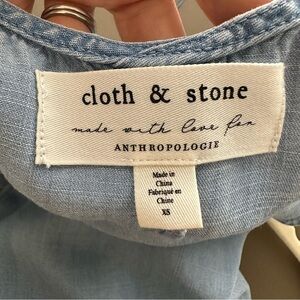 cloth & stone
made with love for
ANTHROPOLOGIE
Made in
China
Fabriqué en
Chine
XS